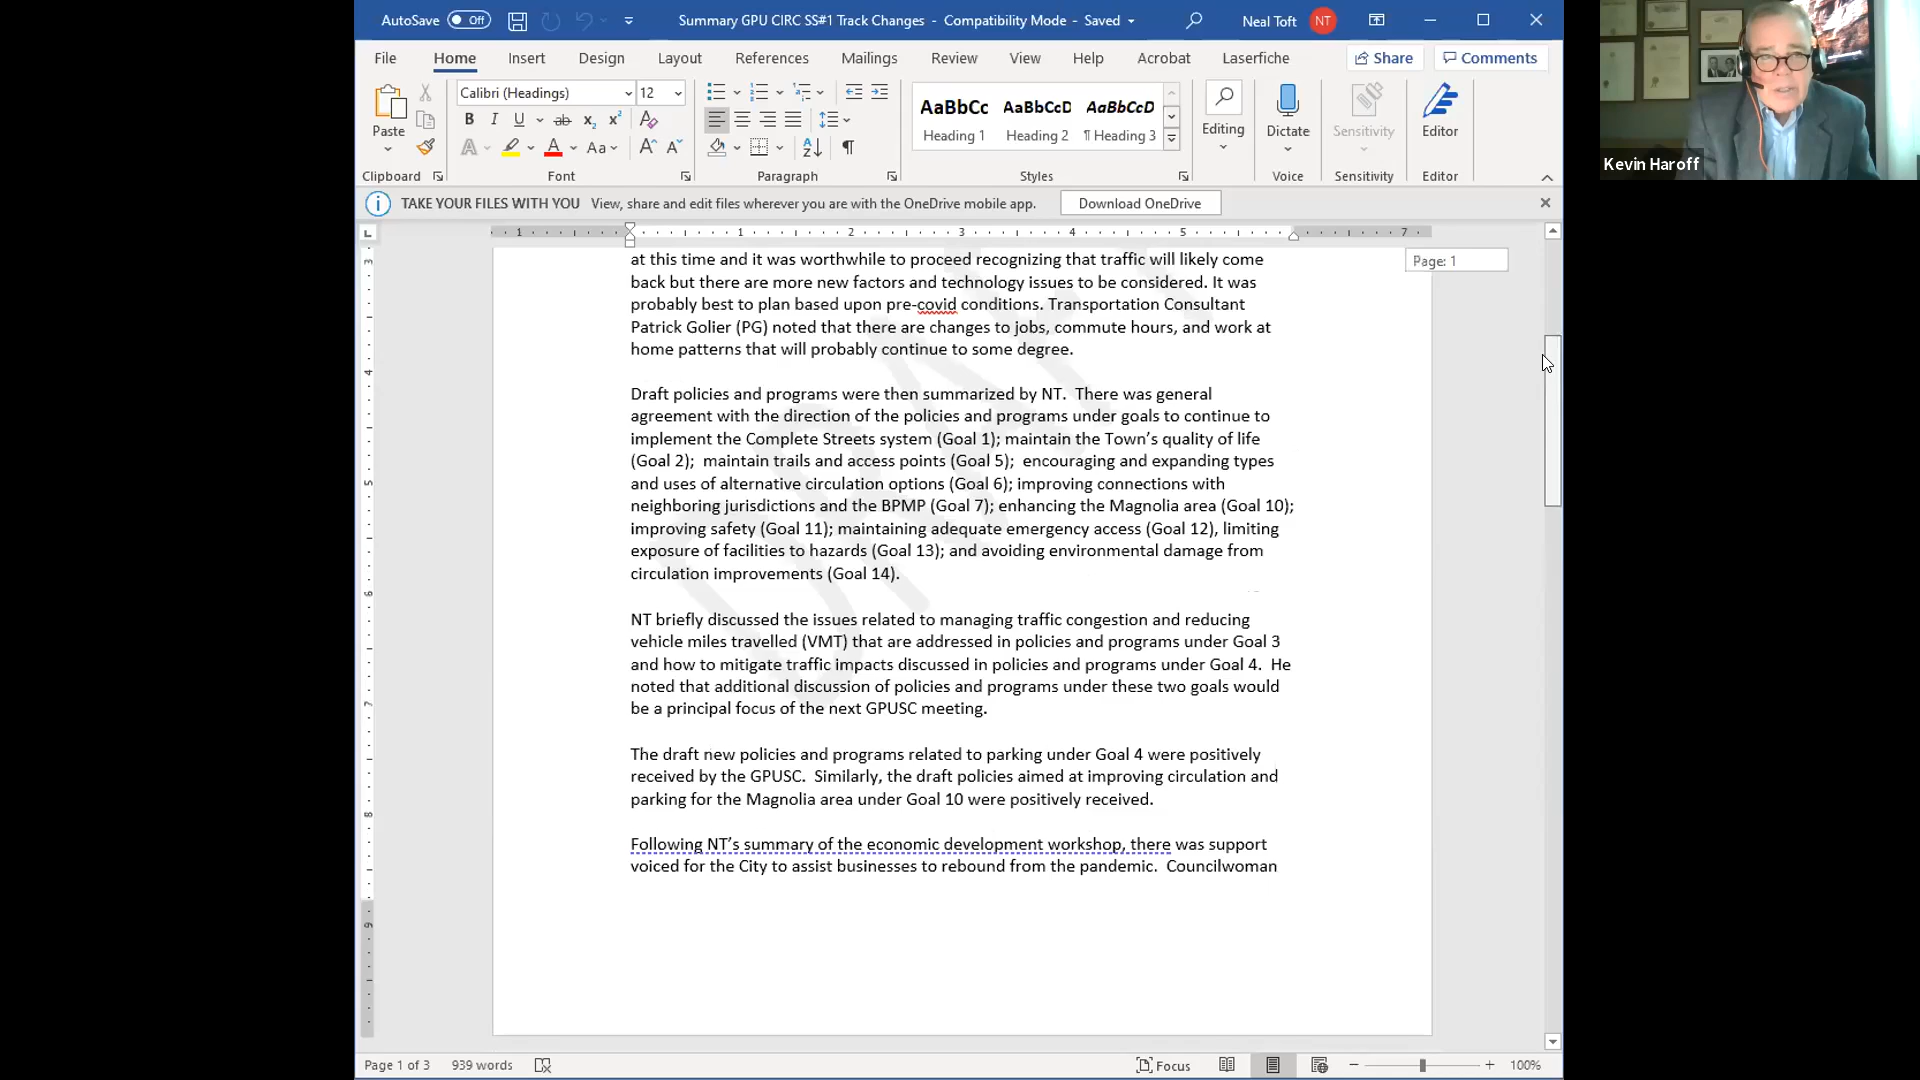 AutoSave Off Summary GPU CIRC SS#1 Track Changes - Compatibility Mode - Saved Neal Toft NT
File Home Insert Design Layout References Mailings Review View Help Acrobat Laserfiche Share Comments
Paste Calibri (Headings) 12 AaBbCc AaBbCcD AaBbCcD Editing Dictate Sensitivity Editor
Heading 1 Heading 2 ¶ Heading 3
Clipboard Font Paragraph Styles Voice Sensitivity Editor
TAKE YOUR FILES WITH YOU View, share and edit files wherever you are with the OneDrive mobile app. Download OneDrive
1 1 2 3 4 5 7
Page: 1
at this time and it was worthwhile to proceed recognizing that traffic will likely come
back but there are more new factors and technology issues to be considered. It was
probably best to plan based upon pre-covid conditions. Transportation Consultant
Patrick Golier (PG) noted that there are changes to jobs, commute hours, and work at
home patterns that will probably continue to some degree.
Draft policies and programs were then summarized by NT.  There was general
agreement with the direction of the policies and programs under goals to continue to
implement the Complete Streets system (Goal 1); maintain the Town’s quality of life
(Goal 2);  maintain trails and access points (Goal 5);  encouraging and expanding types
and uses of alternative circulation options (Goal 6); improving connections with
neighboring jurisdictions and the BPMP (Goal 7); enhancing the Magnolia area (Goal 10);
improving safety (Goal 11); maintaining adequate emergency access (Goal 12), limiting
exposure of facilities to hazards (Goal 13); and avoiding environmental damage from
circulation improvements (Goal 14).
NT briefly discussed the issues related to managing traffic congestion and reducing
vehicle miles travelled (VMT) that are addressed in policies and programs under Goal 3
and how to mitigate traffic impacts discussed in policies and programs under Goal 4.  He
noted that additional discussion of policies and programs under these two goals would
be a principal focus of the next GPUSC meeting.
The draft new policies and programs related to parking under Goal 4 were positively
received by the GPUSC.  Similarly, the draft policies aimed at improving circulation and
parking for the Magnolia area under Goal 10 were positively received.
Following NT’s summary of the economic development workshop, there was support
voiced for the City to assist businesses to rebound from the pandemic.  Councilwoman
DRAFT
Page 1 of 3 939 words Focus 100%
Kevin Haroff